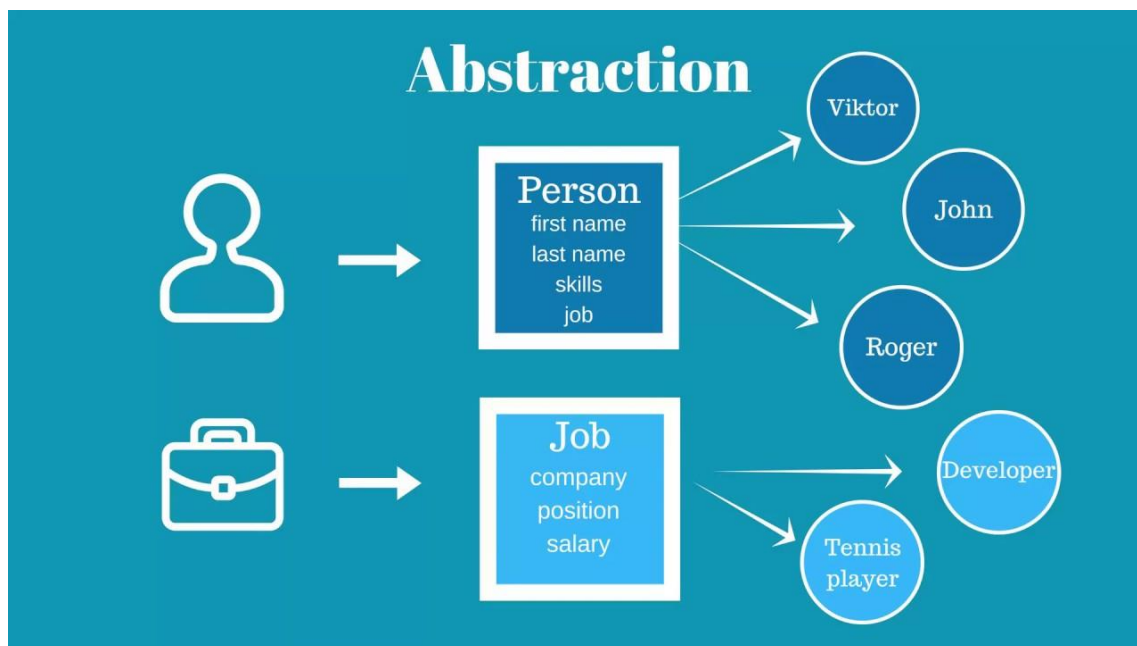 Abstraction
Person
first name
last name
skills
job
Viktor
John
Roger
Job
company
position
salary
Developer
Tennis
player